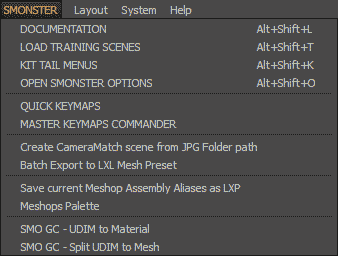 SMONSTER Layout System Help
DOCUMENTATION Alt+Shift+L
LOAD TRAINING SCENES Alt+Shift+T
KIT TAIL MENUS Alt+Shift+K
OPEN SMONSTER OPTIONS Alt+Shift+O
QUICK KEYMAPS
MASTER KEYMAPS COMMANDER
Create CameraMatch scene from JPG Folder path
Batch Export to LXL Mesh Preset
Save current Meshop Assembly Aliases as LXP
Meshops Palette
SMO GC - UDIM to Material
SMO GC - Split UDIM to Mesh